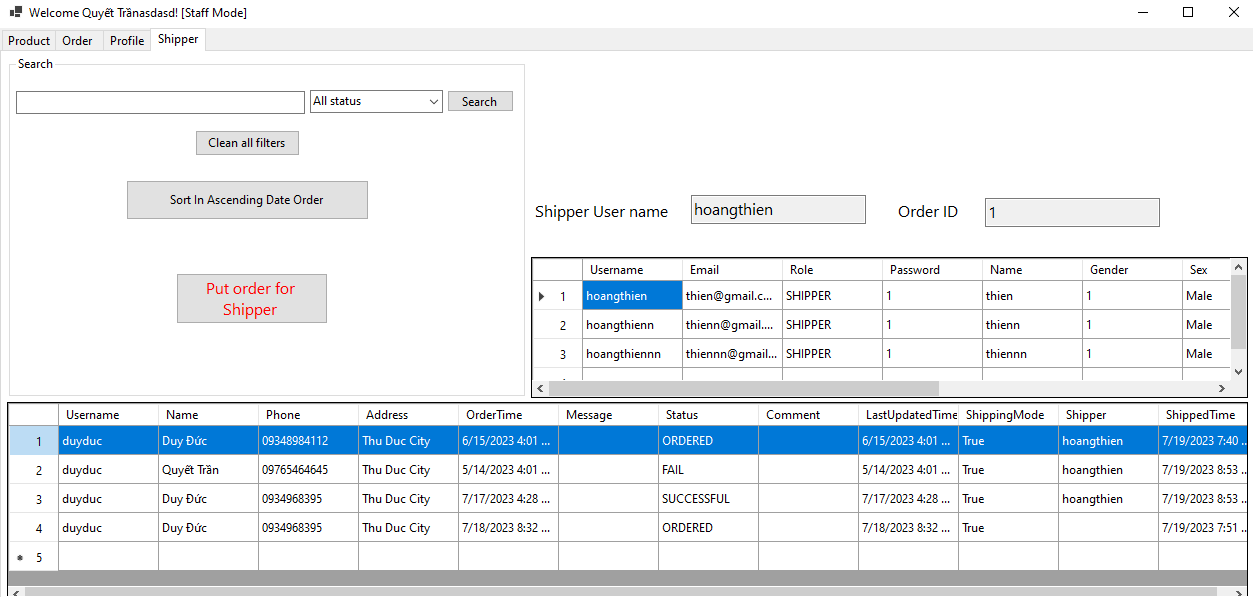 Welcome Quyết Trầnasdasd! [Staff Mode]
Product Order Profile Shipper
Search
All status Search
Clean all filters
Sort In Ascending Date Order
Put order for
Shipper
Shipper User name hoangthien Order ID 1
Username Email Role Password Name Gender Sex
1 hoangthien thien@gmail.c... SHIPPER 1 thien 1 Male
2 hoangthienn thienn@gmail.... SHIPPER 1 thienn 1 Male
3 hoangthiennn thiennn@gmail... SHIPPER 1 thiennn 1 Male
Username Name Phone Address OrderTime Message Status Comment LastUpdatedTime ShippingMode Shipper ShippedTime
1 duyduc Duy Đức 09348984112 Thu Duc City 6/15/2023 4:01 ... ORDERED 6/15/2023 4:01 ... True hoangthien 7/19/2023 7:40 ...
2 duyduc Quyết Trần 09765464645 Thu Duc City 5/14/2023 4:01 ... FAIL 5/14/2023 4:01 ... True hoangthien 7/19/2023 8:53 ...
3 duyduc Duy Đức 0934968395 Thu Duc City 7/17/2023 4:28 ... SUCCESSFUL 7/17/2023 4:28 ... True hoangthien 7/19/2023 8:53 ...
4 duyduc Duy Đức 0934968395 Thu Duc City 7/18/2023 8:32 ... ORDERED 7/18/2023 8:32 ... True 7/19/2023 7:51 ...
5